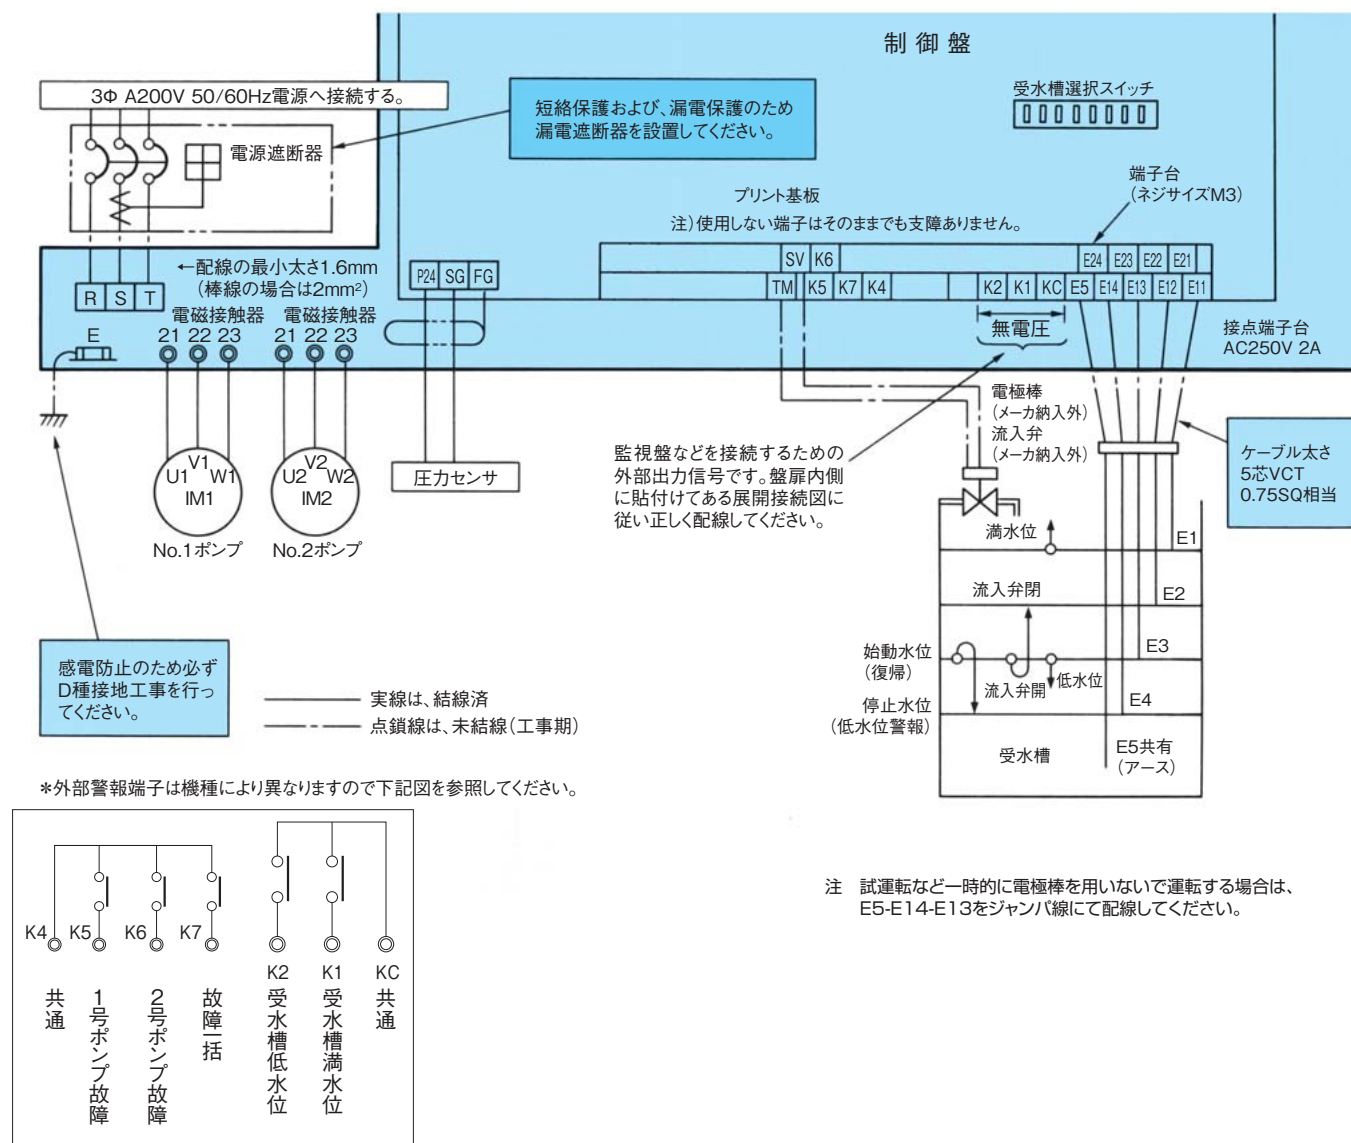 制御盤
3Φ A200V 50/60Hz電源へ接続する。
短絡保護および、漏電保護のため
漏電遮断器を設置してください。
受水槽選択スイッチ
電源遮断器
端子台
(ネジサイズM3)
プリント基板
注)使用しない端子はそのままでも支障ありません。
SV K6 E24 E23 E22 E21
TM K5 K7 K4 K2 K1 KC E5 E14 E13 E12 E11
P24 SG FG
←配線の最小太さ1.6mm
(棒線の場合は2mm²)
R S T
電磁接触器 電磁接触器
E 21 22 23 21 22 23
無電圧
接点端子台
AC250V 2A
電極棒
(メーカ納入外)
流入弁
(メーカ納入外)
監視盤などを接続するための
外部出力信号です。盤扉内側
に貼付けてある展開接続図に
従い正しく配線してください。
ケーブル太さ
5芯VCT
0.75SQ相当
U1 V1 W1
IM1
No.1ポンプ
U2 V2 W2
IM2
No.2ポンプ
圧力センサ
満水位
E1
流入弁閉
E2
始動水位
(復帰)
E3
流入弁開
低水位
停止水位
(低水位警報)
E4
受水槽
E5共有
(アース)
感電防止のため必ず
D種接地工事を行っ
てください。
実線は、結線済
点鎖線は、未結線(工事期)
*外部警報端子は機種により異なりますので下記図を参照してください。
K4 K5 K6 K7
K2 K1 KC
共通
1号ポンプ故障
2号ポンプ故障
故障一括
受水槽低水位
受水槽満水位
共通
注 試運転など一時的に電極棒を用いないで運転する場合は、
E5-E14-E13をジャンパ線にて配線してください。